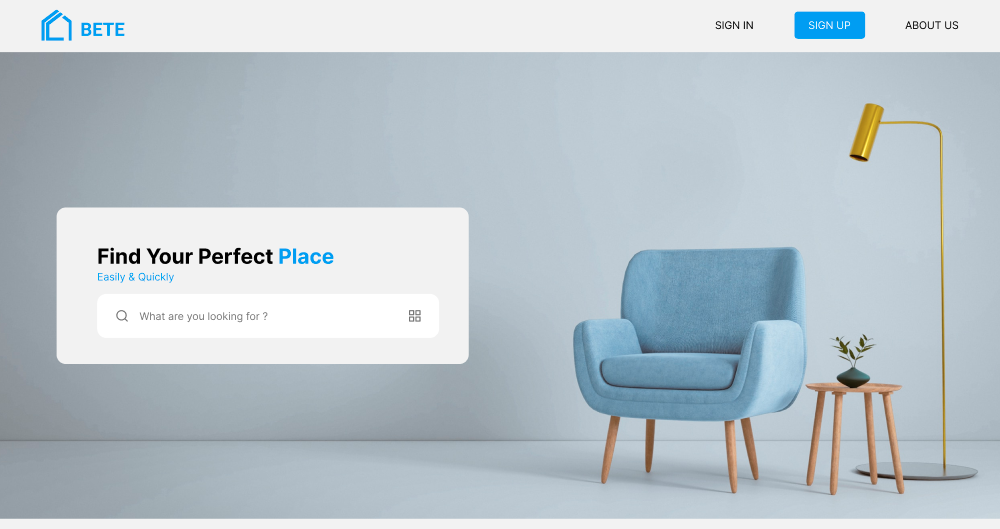 BETE
SIGN IN
SIGN UP
ABOUT US
Find Your Perfect Place
Easily & Quickly
What are you looking for ?